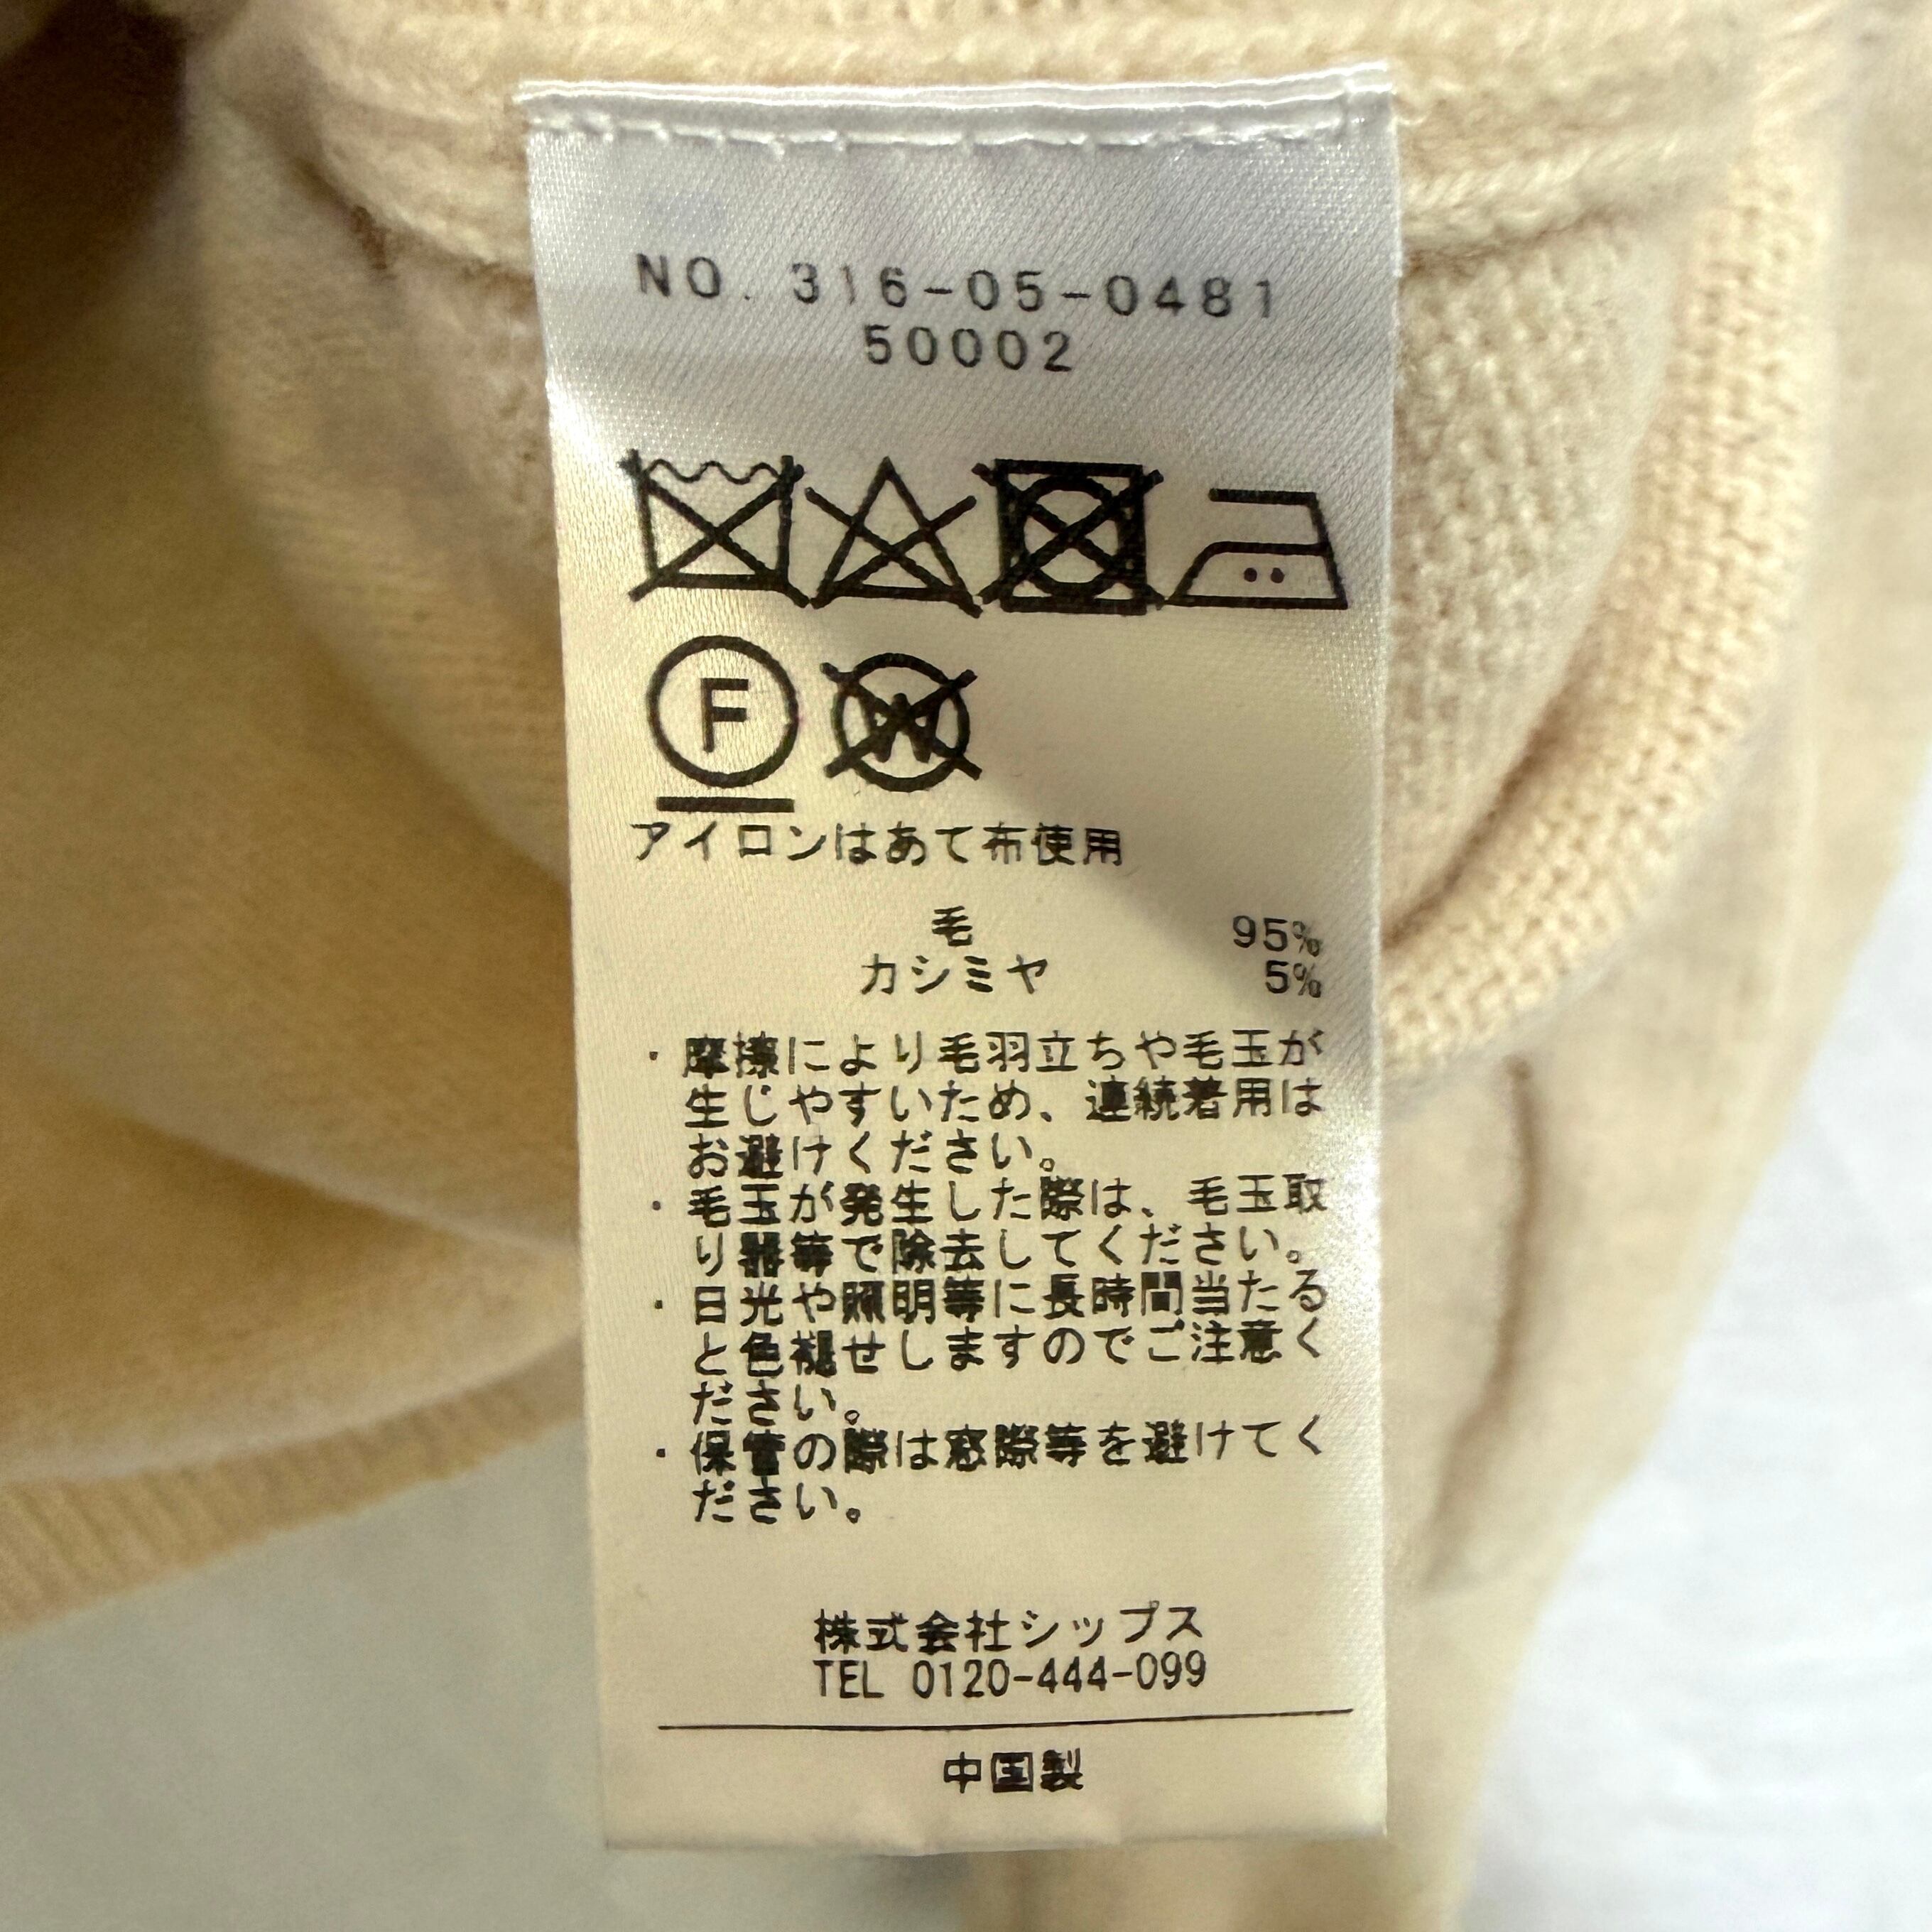 NO. 316-05-0481
50002
F W
アイロンはあて布使用
毛 95%
カシミヤ 5%
・摩擦により毛羽立ちや毛玉が
生じやすいため、連続着用は
お避けください。
・毛玉が発生した際は、毛玉取
り器等で除去してください。
・日光や照明等に長時間当たる
と色褪せしますのでご注意く
ださい。
・保管の際は窓際等を避けてく
ださい。
株式会社シップス
TEL 0120-444-099
中国製